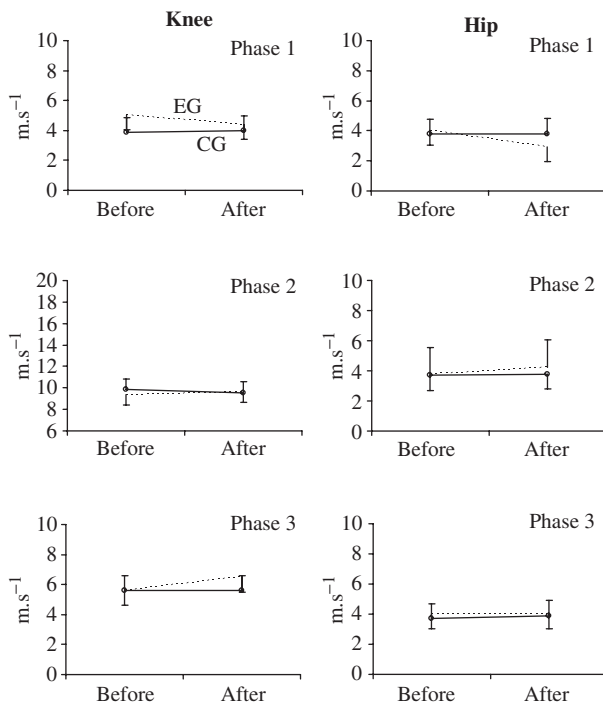 Knee
Phase 1
m.s⁻¹
10
8
6
4
2
0
EG
CG
Before After
Hip
Phase 1
m.s⁻¹
10
8
6
4
2
0
Before After
Phase 2
m.s⁻¹
20
18
16
14
12
10
8
6
Before After
Phase 2
m.s⁻¹
10
8
6
4
2
0
Before After
Phase 3
m.s⁻¹
10
8
6
4
2
0
Before After
Phase 3
m.s⁻¹
10
8
6
4
2
0
Before After